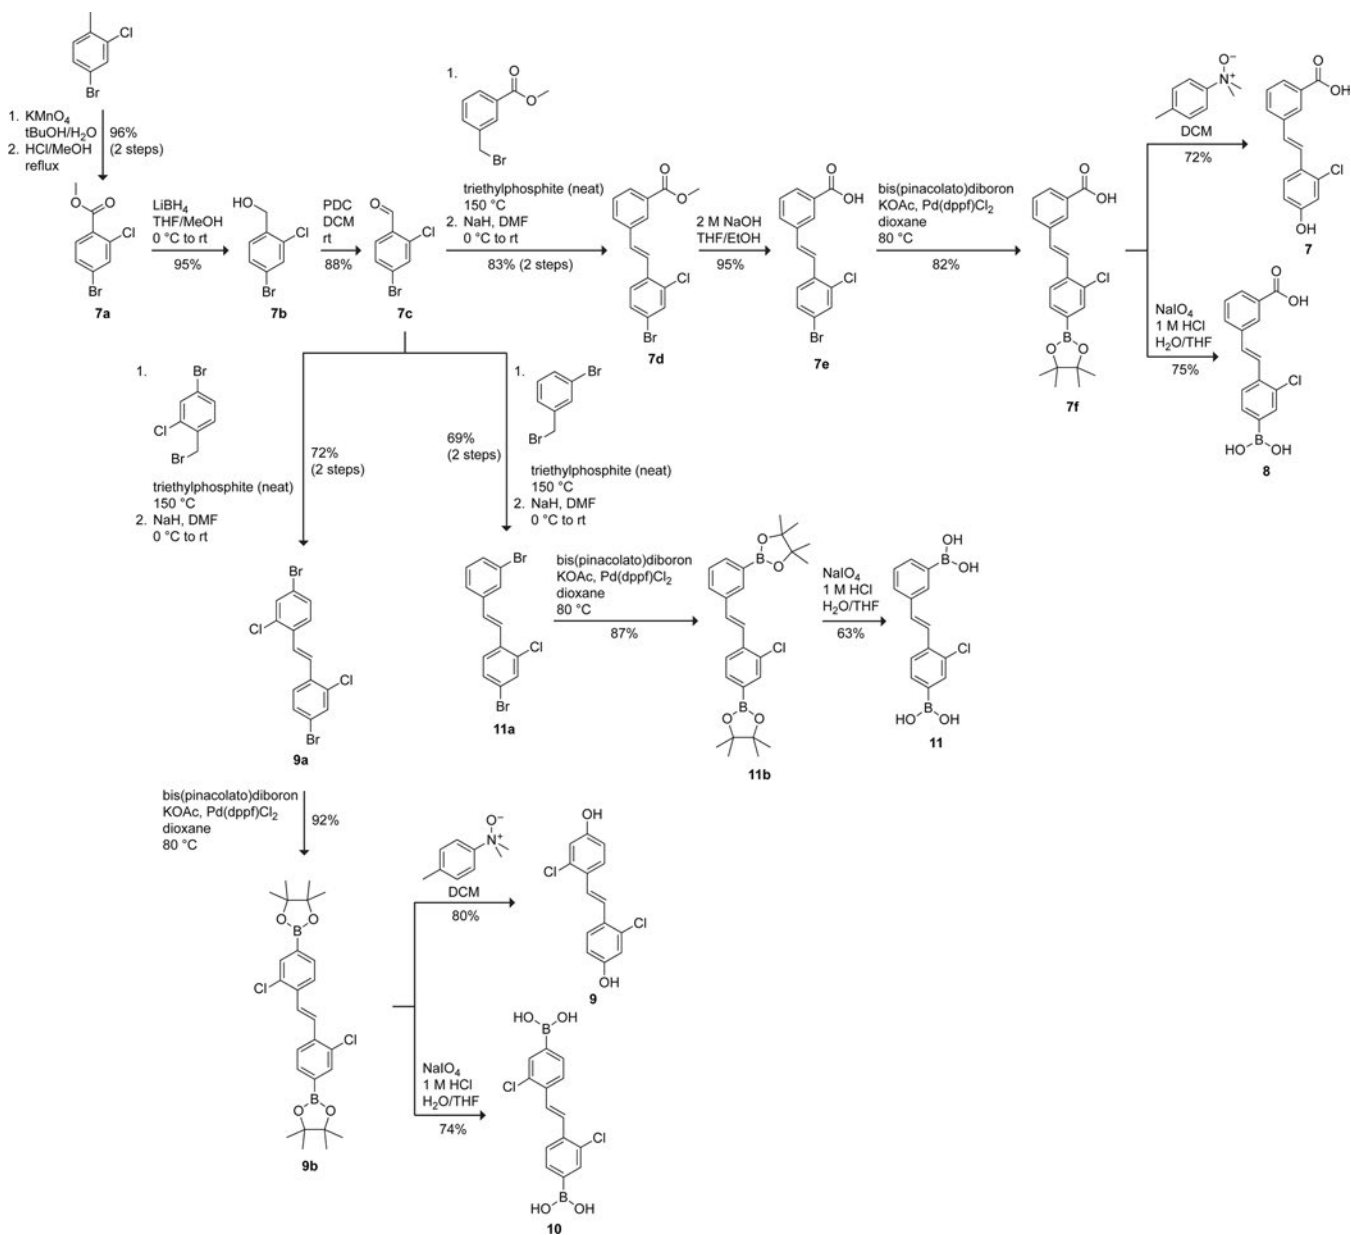 Cl
Br
1. KMnO4
tBuOH/H2O
2. HCl/MeOH
reflux
96%
(2 steps)
O
O
Cl
Br
7a
LiBH4
THF/MeOH
0 °C to rt
95%
HO
Cl
Br
7b
PDC
DCM
rt
88%
O
Cl
Br
7c
1.
O
O
Br
triethylphosphite (neat)
150 °C
2. NaH, DMF
0 °C to rt
83% (2 steps)
O
O
Cl
Br
7d
2 M NaOH
THF/EtOH
95%
O
OH
Cl
Br
7e
bis(pinacolato)diboron
KOAc, Pd(dppf)Cl2
dioxane
80 °C
82%
O
OH
Cl
B
O O
7f
O−
N+
DCM
72%
O
OH
Cl
OH
7
NaIO4
1 M HCl
H2O/THF
75%
O
OH
Cl
B
HO OH
8
1.
Br
Cl
Br
triethylphosphite (neat)
150 °C
2. NaH, DMF
0 °C to rt
72%
(2 steps)
1.
Br
Br
69%
(2 steps)
triethylphosphite (neat)
150 °C
2. NaH, DMF
0 °C to rt
Br
Cl
Cl
Br
9a
Br
Cl
Br
11a
bis(pinacolato)diboron
KOAc, Pd(dppf)Cl2
dioxane
80 °C
87%
O
B
O
Cl
B
O O
11b
NaIO4
1 M HCl
H2O/THF
63%
OH
B
OH
Cl
B
HO OH
11
bis(pinacolato)diboron
KOAc, Pd(dppf)Cl2
dioxane
80 °C
92%
O O
B
Cl
Cl
B
O O
9b
O−
N+
DCM
80%
OH
Cl
Cl
OH
9
NaIO4
1 M HCl
H2O/THF
74%
HO OH
B
Cl
Cl
B
HO OH
10